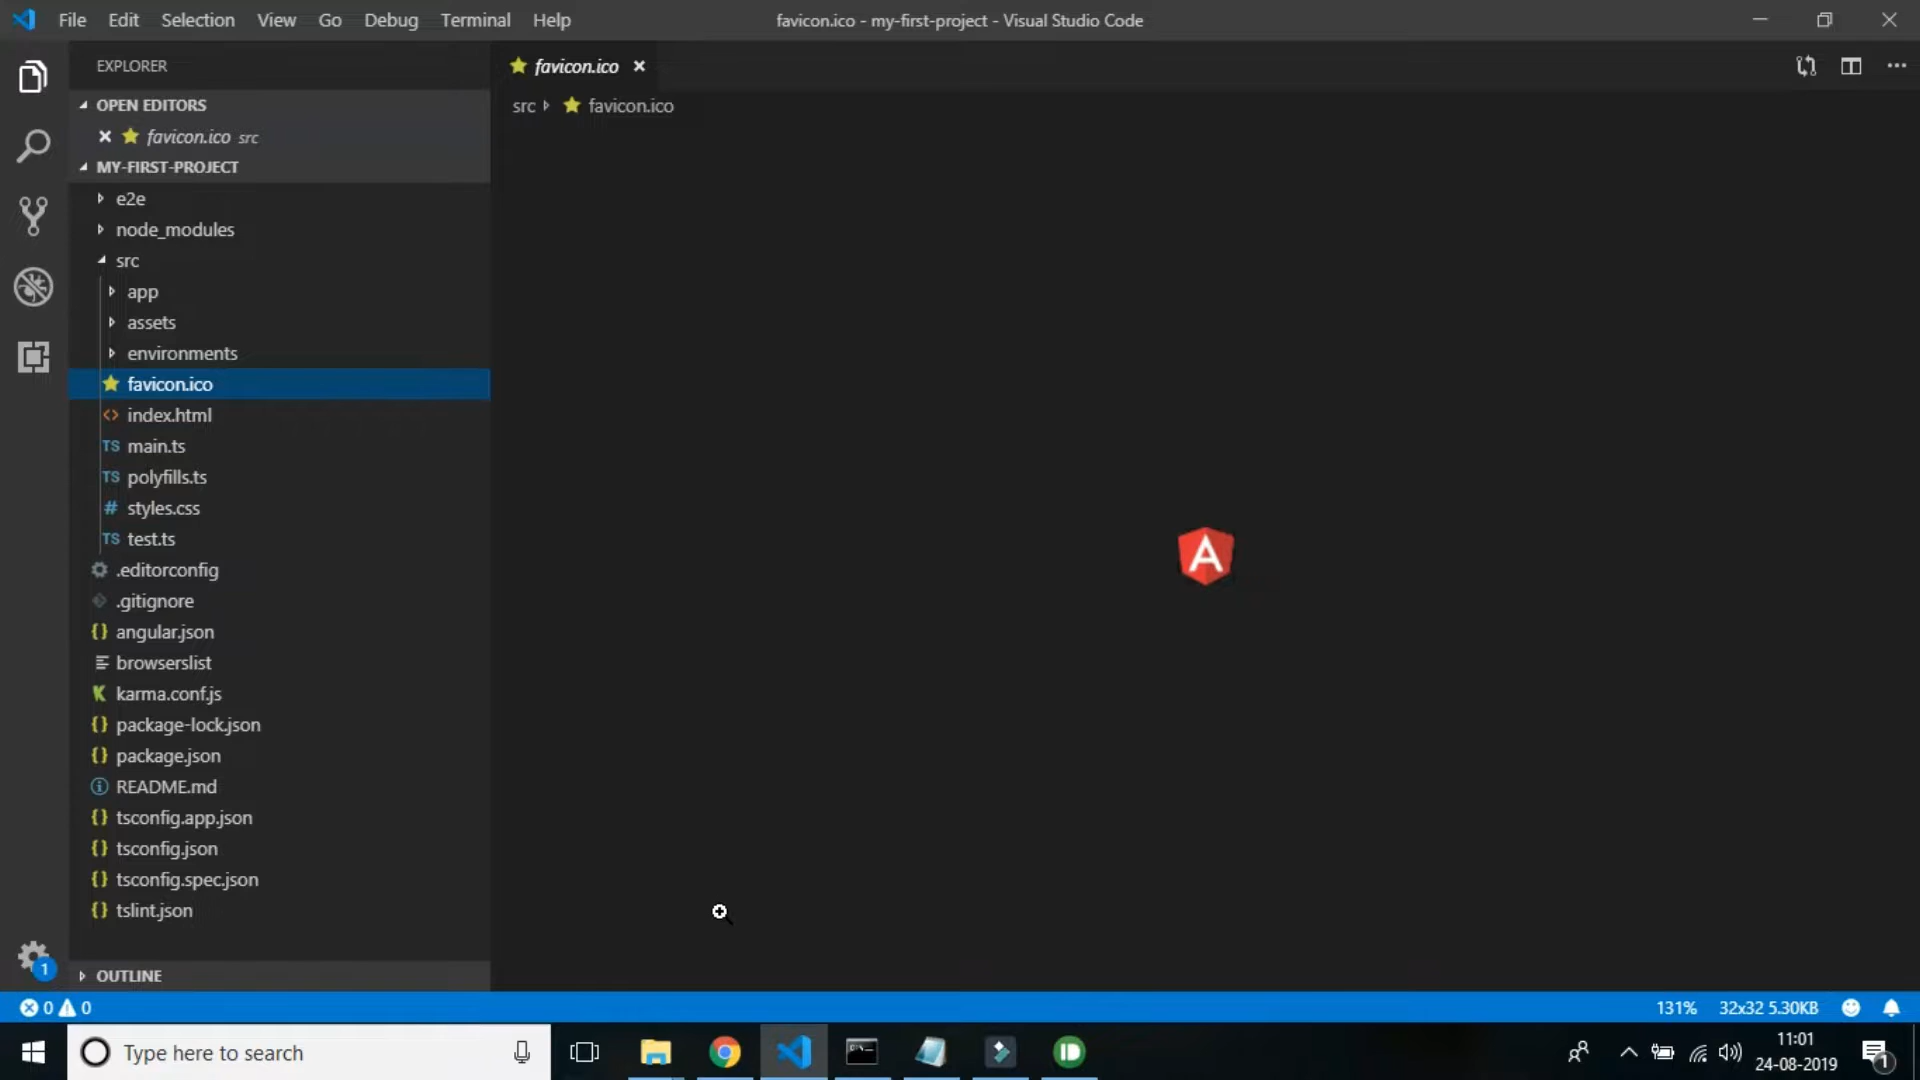 File Edit Selection View Go Debug Terminal Help
favicon.ico - my-first-project - Visual Studio Code
EXPLORER
OPEN EDITORS
favicon.ico src
MY-FIRST-PROJECT
e2e
node_modules
src
app
assets
environments
favicon.ico
<> index.html
TS main.ts
TS polyfills.ts
# styles.css
TS test.ts
.editorconfig
.gitignore
{} angular.json
browserslist
K karma.conf.js
{} package-lock.json
{} package.json
README.md
{} tsconfig.app.json
{} tsconfig.json
{} tsconfig.spec.json
{} tslint.json
1
OUTLINE
favicon.ico
src favicon.ico
A
0 0
131% 32x32 5.30KB
Type here to search
11:01
24-08-2019
1